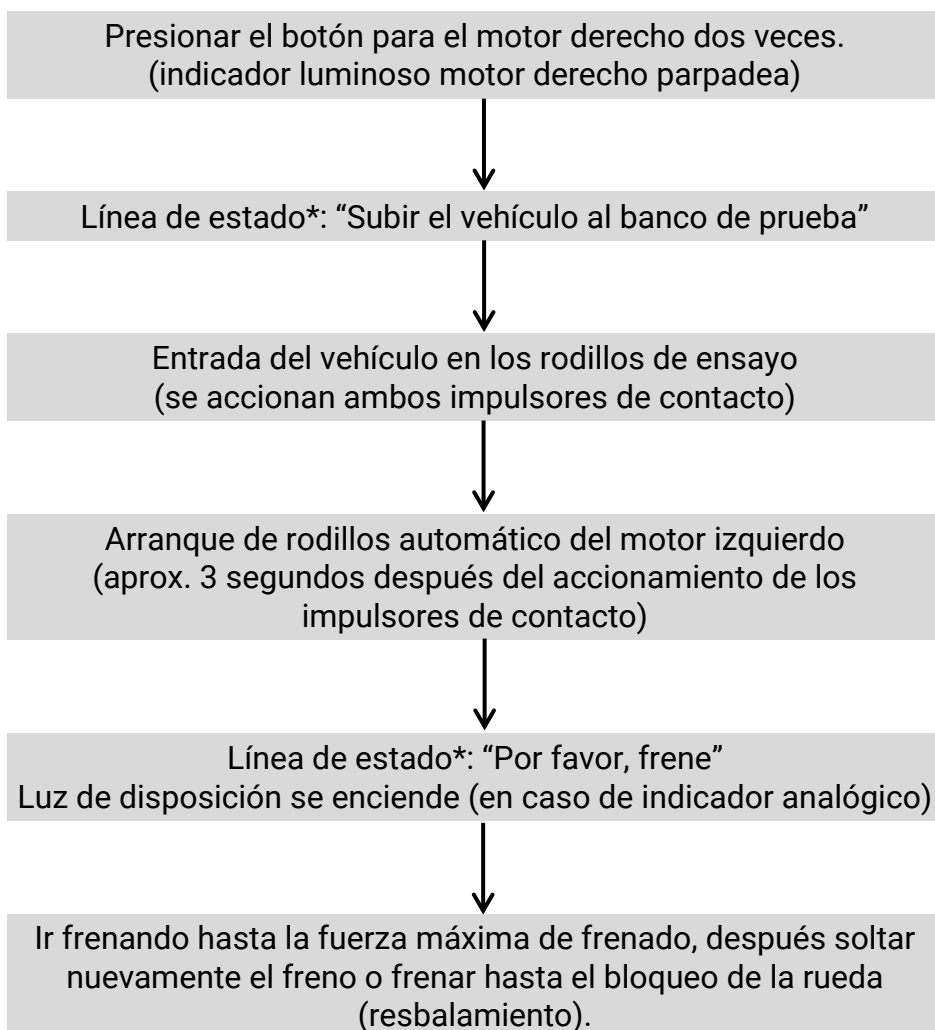 Presionar el botón para el motor derecho dos veces.
(indicador luminoso motor derecho parpadea)
Línea de estado*: “Subir el vehículo al banco de prueba”
Entrada del vehículo en los rodillos de ensayo
(se accionan ambos impulsores de contacto)
Arranque de rodillos automático del motor izquierdo
(aprox. 3 segundos después del accionamiento de los
impulsores de contacto)
Línea de estado*: “Por favor, frene”
Luz de disposición se enciende (en caso de indicador analógico)
Ir frenando hasta la fuerza máxima de frenado, después soltar
nuevamente el freno o frenar hasta el bloqueo de la rueda
(resbalamiento).